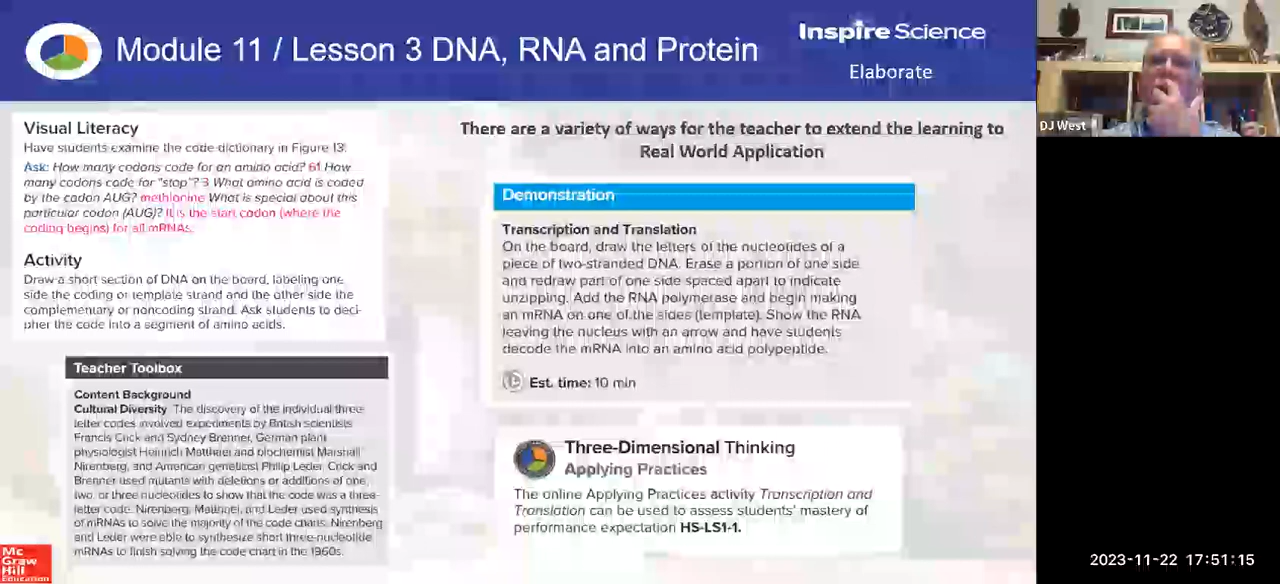 Module 11 / Lesson 3 DNA, RNA and Protein
Inspire Science
Elaborate
DJ West
Visual Literacy
Have students examine the code dictionary in Figure 13.
Ask: How many codons code for an amino acid? 61 How
many codons code for "stop"? 3 What amino acid is coded
by the codon AUG? methionine What is special about this
particular codon (AUG)? It is the start codon (where the
coding begins) for all mRNAs.
Activity
Draw a short section of DNA on the board, labeling one
side the coding or template strand and the other side the
complementary or noncoding strand. Ask students to deci-
pher the code into a segment of amino acids.
Teacher Toolbox
Content Background
Cultural Diversity The discovery of the individual three-
letter codes involved experiments by British scientists
Francis Crick and Sydney Brenner, German plant
physiologist Heinrich Matthaei and biochemist Marshall
Nirenberg, and American geneticist Philip Leder. Crick and
Brenner used mutants with deletions or additions of one,
two, or three nucleotides to show that the code was a three-
letter code. Nirenberg, Matthaei, and Leder used synthesis
of mRNAs to solve the majority of the code charts. Nirenberg
and Leder were able to synthesize short three-nucleotide
mRNAs to finish solving the code chart in the 1960s.
There are a variety of ways for the teacher to extend the learning to
Real World Application
Demonstration
Transcription and Translation
On the board, draw the letters of the nucleotides of a
piece of two-stranded DNA. Erase a portion of one side
and redraw part of one side spaced apart to indicate
unzipping. Add the RNA polymerase and begin making
an mRNA on one of the sides (template). Show the RNA
leaving the nucleus with an arrow and have students
decode the mRNA into an amino acid polypeptide.
Est. time: 10 min
Three-Dimensional Thinking
Applying Practices
The online Applying Practices activity Transcription and
Translation can be used to assess students' mastery of
performance expectation HS-LS1-1.
Mc
Graw
Hill
Education
2023-11-22 17:51:15